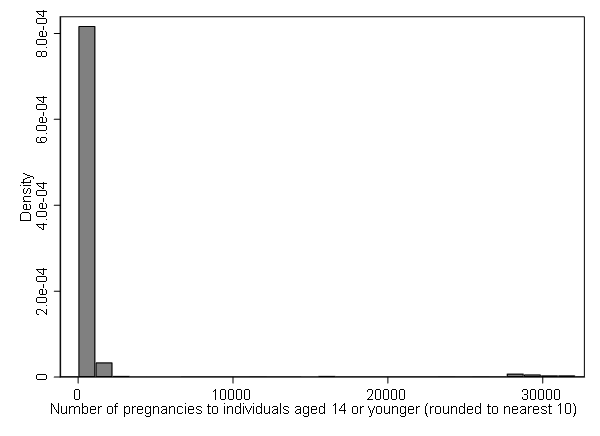 8.0e-04
6.0e-04
Density
4.0e-04
2.0e-04
0
0 10000 20000 30000
Number of pregnancies to individuals aged 14 or younger (rounded to nearest 10)